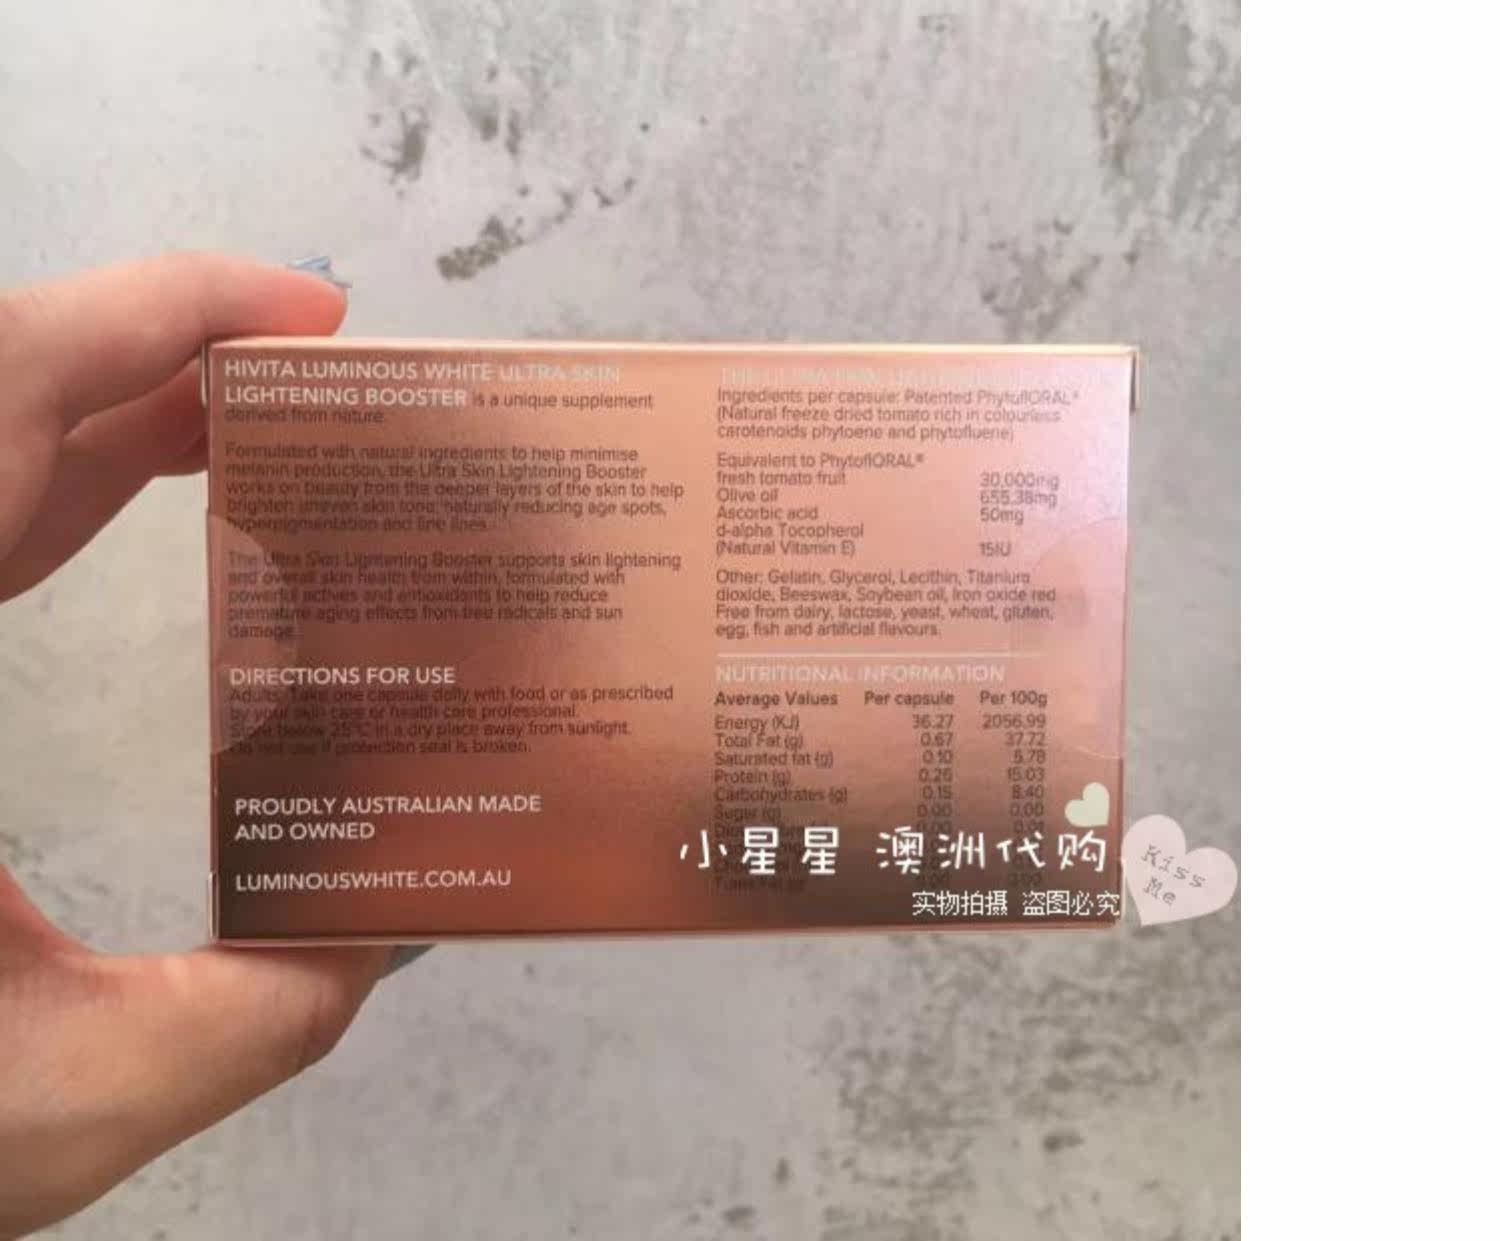 HIVITA LUMINOUS WHITE ULTRA SKIN
LIGHTENING BOOSTER is a unique supplement
derived from nature.
Formulated with natural ingredients to help minimise
melanin production, the Ultra Skin Lightening Booster
works on beauty from the deeper layers of the skin to help
brighten uneven skin tone, naturally reducing age spots,
hyperpigmentation and fine lines.
The Ultra Skin Lightening Booster supports skin lightening
and overall skin health from within, formulated with
powerful actives and antioxidants to help reduce
premature aging effects from free radicals and sun
damage.
DIRECTIONS FOR USE
Adults: Take one capsule daily with food or as prescribed
by your skin care or health care professional.
Store below 25°C in a dry place away from sunlight.
Do not use if protection seal is broken.
PROUDLY AUSTRALIAN MADE
AND OWNED
LUMINOUSWHITE.COM.AU
Ingredients per capsule: Patented PhytoflORAL®
(Natural freeze dried tomato rich in colourless
carotenoids phytoene and phytofluene)
Equivalent to PhytoflORAL®
fresh tomato fruit 30,000mg
Olive oil 655.38mg
Ascorbic acid 50mg
d-alpha Tocopherol
(Natural Vitamin E) 15IU
Other: Gelatin, Glycerol, Lecithin, Titanium
dioxide, Beeswax, Soybean oil, Iron oxide red
Free from dairy, lactose, yeast, wheat, gluten,
egg, fish and artificial flavours.
NUTRITIONAL INFORMATION
Average Values Per capsule Per 100g
Energy (KJ) 36.27 2056.99
Total Fat (g) 0.67 37.72
Saturated fat (g) 0.10 5.78
Protein (g) 0.26 15.03
Carbohydrates (g) 0.15 8.40
Sugar (g) 0.00 0.00
小星星 澳洲代购
实物拍摄 盗图必究
Kiss
Me